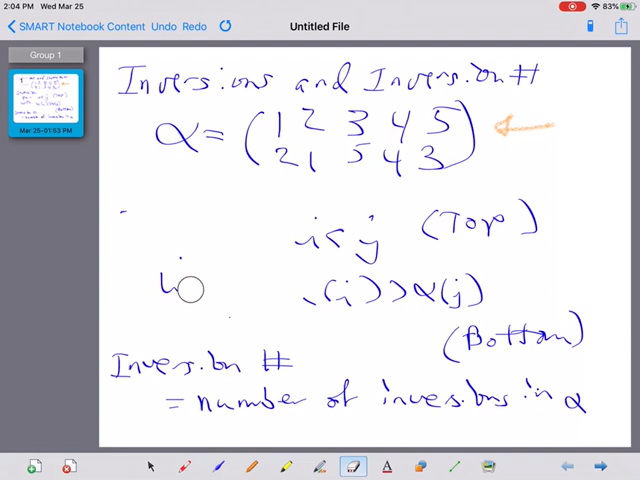 2:04 PM Wed Mar 25
83%
SMART Notebook Content Undo Redo
Untitled File
Group 1
Mar 25-01:53 PM
Inversions and Inversion #
α = (1 2 3 4 5
2 1 5 4 3)
i < j (Top)
(i) > α(j)
(Bottom)
Inversion #
= number of inversions in α